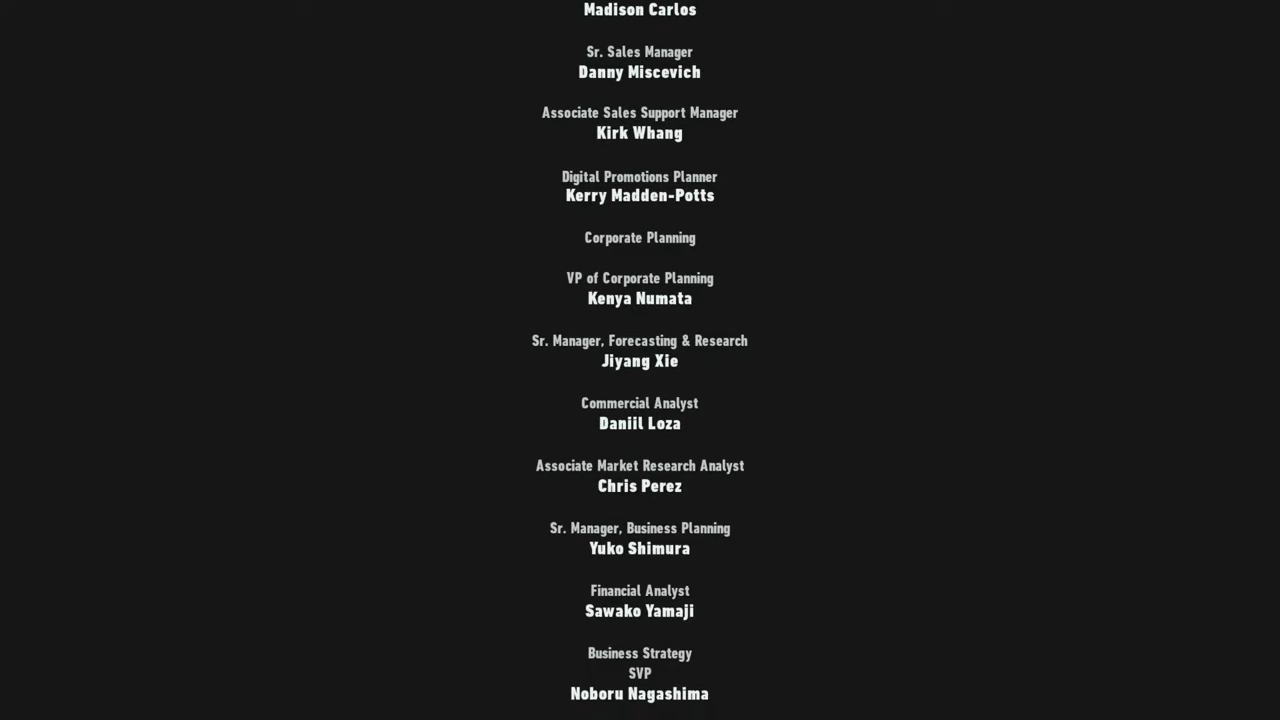 Madison Carlos
Sr. Sales Manager
Danny Miscevich
Associate Sales Support Manager
Kirk Whang
Digital Promotions Planner
Kerry Madden-Potts
Corporate Planning
VP of Corporate Planning
Kenya Numata
Sr. Manager, Forecasting & Research
Jiyang Xie
Commercial Analyst
Daniil Loza
Associate Market Research Analyst
Chris Perez
Sr. Manager, Business Planning
Yuko Shimura
Financial Analyst
Sawako Yamaji
Business Strategy
SVP
Noboru Nagashima